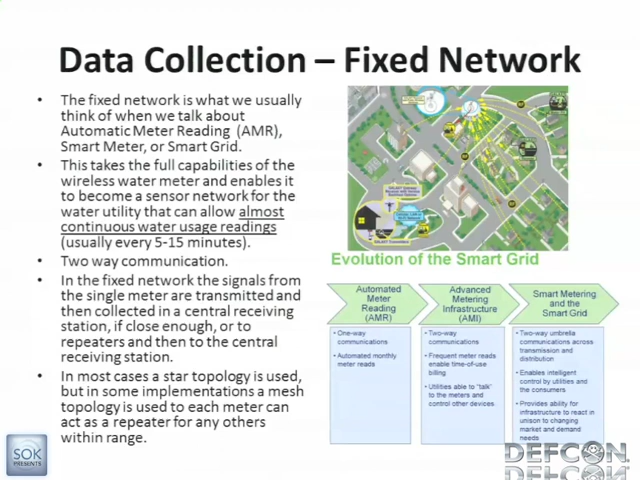 Data Collection – Fixed Network
• The fixed network is what we usually
think of when we talk about
Automatic Meter Reading (AMR),
Smart Meter, or Smart Grid.
• This takes the full capabilities of the
wireless water meter and enables it
to become a sensor network for the
water utility that can allow almost
continuous water usage readings
(usually every 5-15 minutes).
• Two way communication.
• In the fixed network the signals from
the single meter are transmitted and
then collected in a central receiving
station, if close enough, or to
repeaters and then to the central
receiving station.
• In most cases a star topology is used,
but in some implementations a mesh
topology is used to each meter can
act as a repeater for any others
within range.
Evolution of the Smart Grid
Automated
Meter
Reading (AMR)
• One-way
communications
• Automated monthly
meter reads
Advanced
Metering
Infrastructure
(AMI)
• Two-way
communications
• Frequent meter reads
enable time-of-use
billing
• Utilities able to "talk"
to the meters and
control other devices
Smart Metering
and the
Smart Grid
• Two-way umbrella
communications across
transmission and
distribution
• Enables intelligent
control by utilities and
the consumers
• Provides ability for
infrastructure to react in
unison to changing
market and demand
needs
SOK
PRESENTS
DEFCON